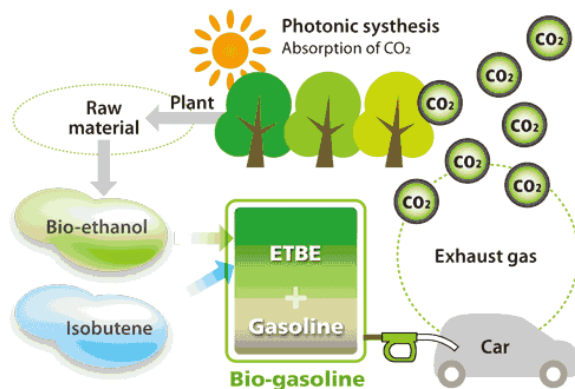 Photonic systhesis
Absorption of CO₂
CO₂
CO₂
CO₂
CO₂
CO₂
CO₂
CO₂
Plant
Raw
material
Bio-ethanol
Isobutene
ETBE
+
Gasoline
Bio-gasoline
Exhaust gas
Car